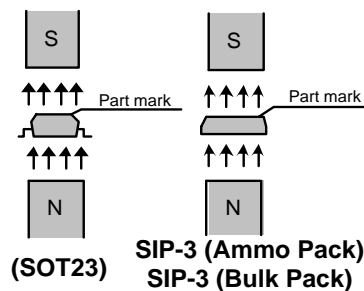 S
S
Part mark
Part mark
N
N
(SOT23)
SIP-3 (Ammo Pack)
SIP-3 (Bulk Pack)